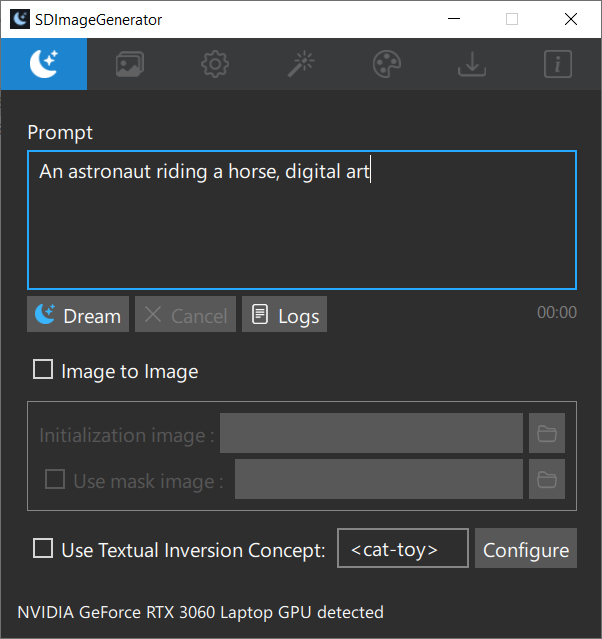 SDImageGenerator
Prompt
An astronaut riding a horse, digital art
Dream Cancel Logs 00:00
Image to Image
Initialization image :
Use mask image :
Use Textual Inversion Concept: <cat-toy> Configure
NVIDIA GeForce RTX 3060 Laptop GPU detected